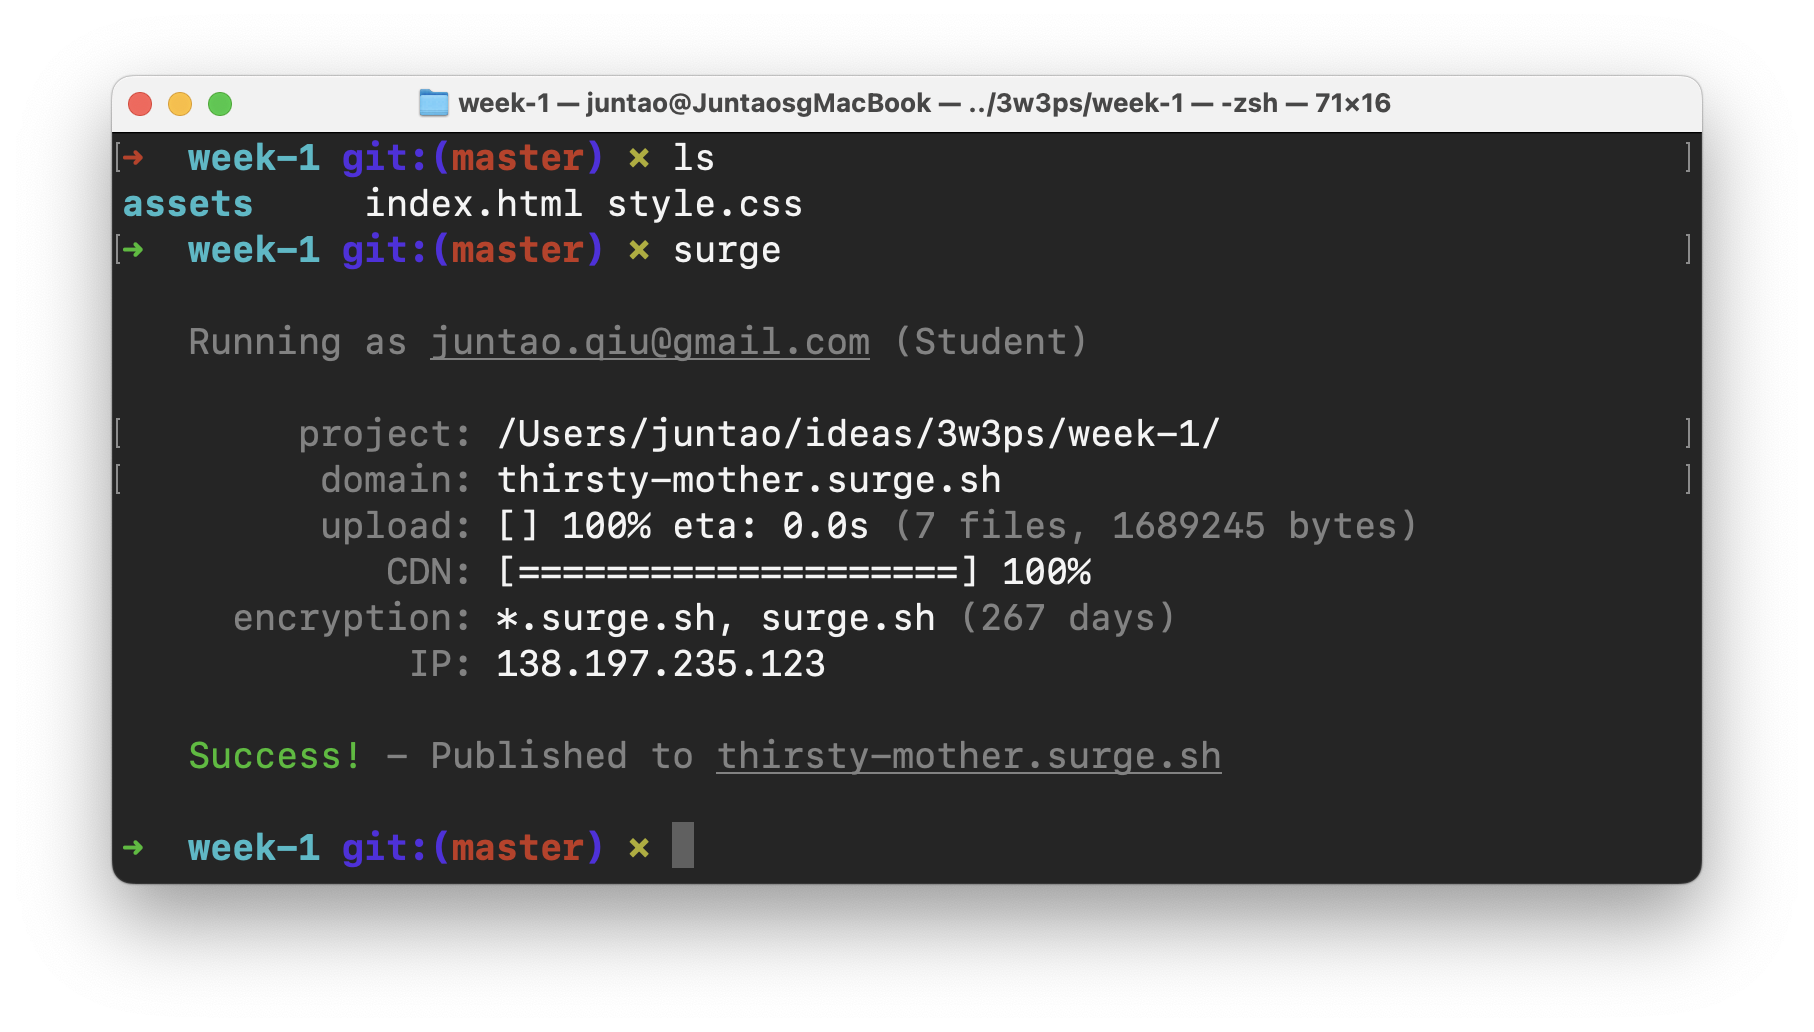 week-1 — juntao@JuntaosgMacBook — ../3w3ps/week-1 — -zsh — 71×16
[➜  week-1 git:(master) ✗ ls ]
assets     index.html style.css
[➜  week-1 git:(master) ✗ surge ]
Running as juntao.qiu@gmail.com (Student)
[ project: /Users/juntao/ideas/3w3ps/week-1/ ]
[ domain: thirsty-mother.surge.sh ]
upload: [] 100% eta: 0.0s (7 files, 1689245 bytes)
CDN: [====================] 100%
encryption: *.surge.sh, surge.sh (267 days)
IP: 138.197.235.123
Success! - Published to thirsty-mother.surge.sh
➜  week-1 git:(master) ✗